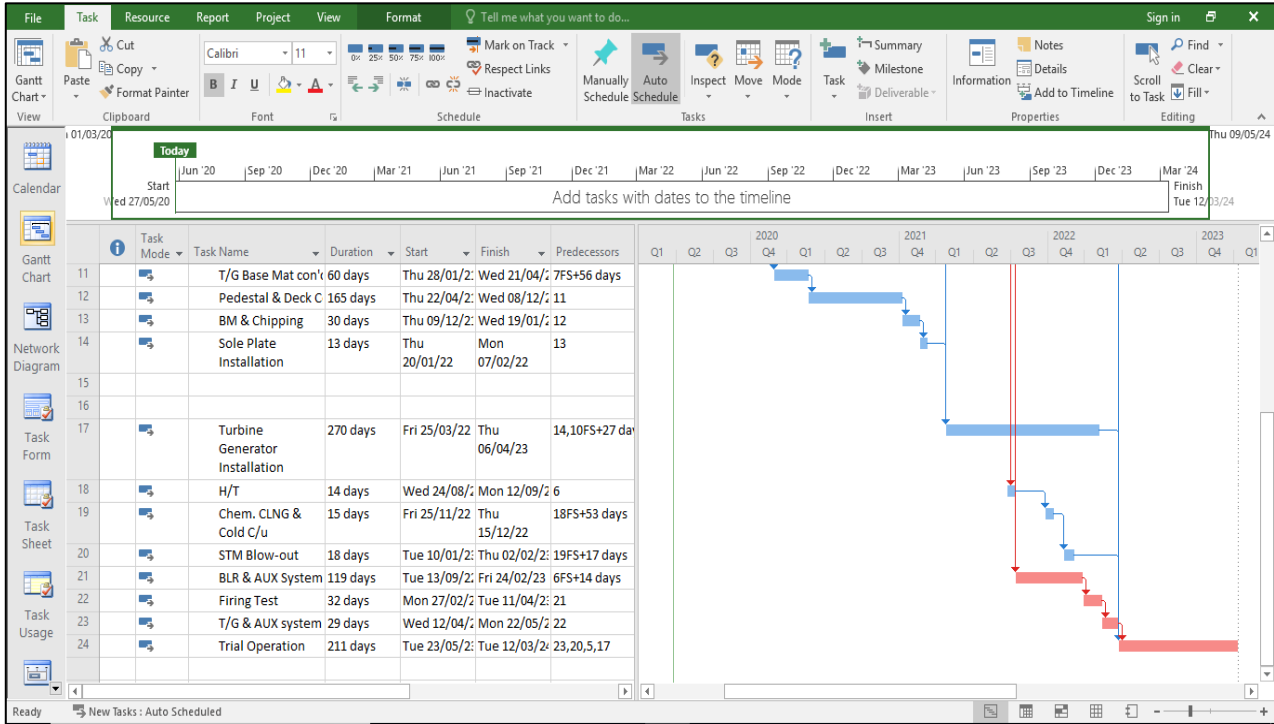 File Task Resource Report Project View Format Tell me what you want to do... Sign in
Cut
Copy
Format Painter
Gantt Chart
Paste
Calibri 11
B I U A
0% 25% 50% 75% 100%
Mark on Track
Respect Links
Inactivate
Manually Schedule
Auto Schedule
Inspect Move Mode
Task
Summary
Milestone
Deliverable
Information
Notes
Details
Add to Timeline
Scroll to Task
Find
Clear
Fill
View Clipboard Font Schedule Tasks Insert Properties Editing
01/03/20 Thu 09/05/24
Today
Jun '20 Sep '20 Dec '20 Mar '21 Jun '21 Sep '21 Dec '21 Mar '22 Jun '22 Sep '22 Dec '22 Mar '23 Jun '23 Sep '23 Dec '23 Mar '24
Start
Wed 27/05/20
Add tasks with dates to the timeline
Finish
Tue 12/03/24
Calendar
Gantt Chart
Network Diagram
Task Form
Task Sheet
Task Usage
Task Mode Task Name Duration Start Finish Predecessors
2020 2021 2022 2023
Q1 Q2 Q3 Q4 Q1 Q2 Q3 Q4 Q1 Q2 Q3 Q4 Q1 Q2 Q3 Q4 Q1
11 T/G Base Mat con'c 60 days Thu 28/01/21 Wed 21/04/2 7FS+56 days
12 Pedestal & Deck C 165 days Thu 22/04/21 Wed 08/12/2 11
13 BM & Chipping 30 days Thu 09/12/21 Wed 19/01/2 12
14 Sole Plate Installation 13 days Thu 20/01/22 Mon 07/02/22 13
15
16
17 Turbine Generator Installation 270 days Fri 25/03/22 Thu 06/04/23 14,10FS+27 day
18 H/T 14 days Wed 24/08/2 Mon 12/09/2 6
19 Chem. CLNG & Cold C/u 15 days Fri 25/11/22 Thu 15/12/22 18FS+53 days
20 STM Blow-out 18 days Tue 10/01/23 Thu 02/02/23 19FS+17 days
21 BLR & AUX System 119 days Tue 13/09/22 Fri 24/02/23 6FS+14 days
22 Firing Test 32 days Mon 27/02/2 Tue 11/04/23 21
23 T/G & AUX system 29 days Wed 12/04/2 Mon 22/05/2 22
24 Trial Operation 211 days Tue 23/05/23 Tue 12/03/24 23,20,5,17
Ready New Tasks : Auto Scheduled